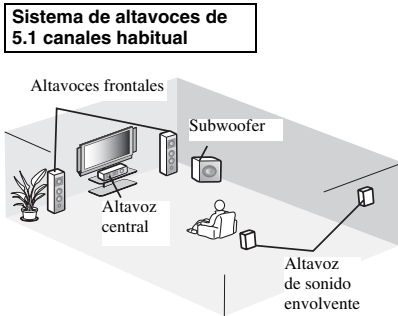 Sistema de altavoces de
5.1 canales habitual
Altavoces frontales
Subwoofer
Altavoz
central
Altavoz
de sonido
envolvente